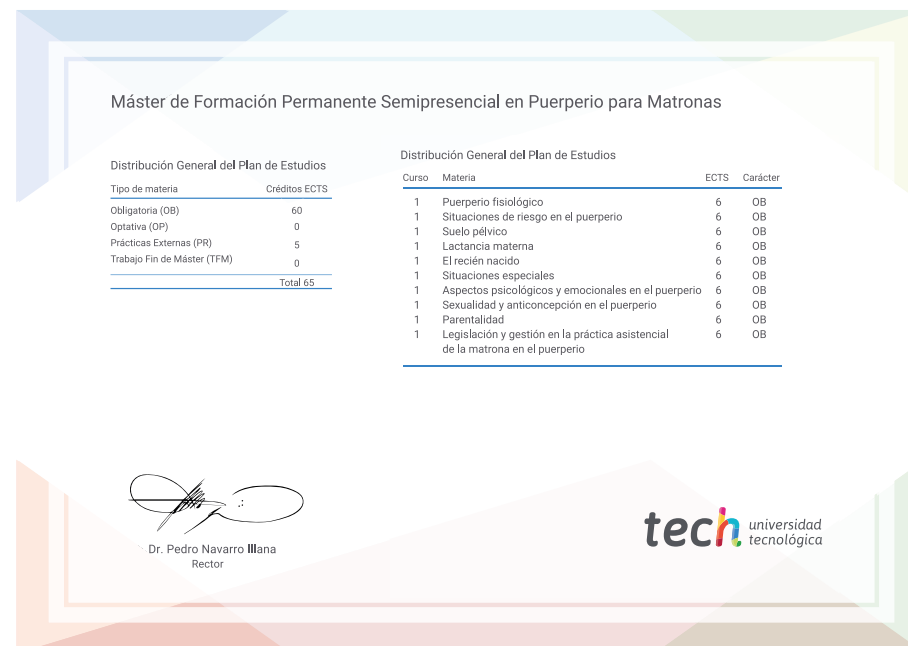 Máster de Formación Permanente Semipresencial en Puerperio para Matronas
Distribución General del Plan de Estudios
Tipo de materia Créditos ECTS
Obligatoria (OB) 60
Optativa (OP) 0
Prácticas Externas (PR) 5
Trabajo Fin de Máster (TFM) 0
Total 65
Distribución General del Plan de Estudios
Curso Materia ECTS Carácter
1 Puerperio fisiológico 6 OB
1 Situaciones de riesgo en el puerperio 6 OB
1 Suelo pélvico 6 OB
1 Lactancia materna 6 OB
1 El recién nacido 6 OB
1 Situaciones especiales 6 OB
1 Aspectos psicológicos y emocionales en el puerperio 6 OB
1 Sexualidad y anticoncepción en el puerperio 6 OB
1 Parentalidad 6 OB
1 Legislación y gestión en la práctica asistencial 6 OB
de la matrona en el puerperio
Dr. Pedro Navarro Illana
Rector
tech universidad
tecnológica